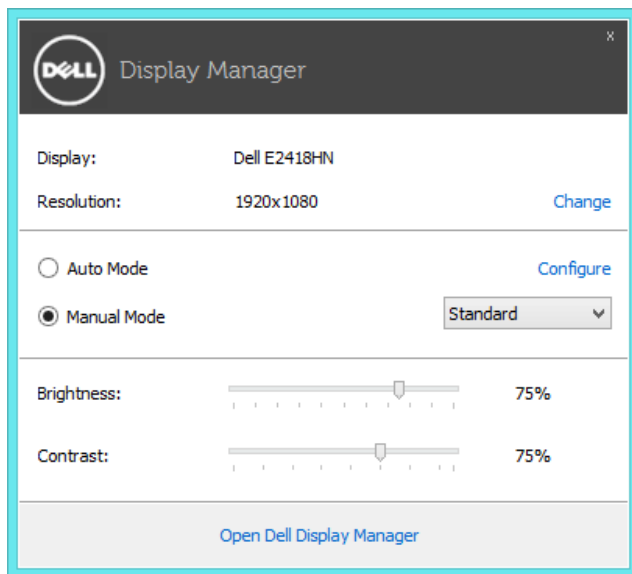 x
DELL Display Manager
Display: Dell E2418HN
Resolution: 1920x1080 Change
Auto Mode Configure
Manual Mode Standard
Brightness: 75%
Contrast: 75%
Open Dell Display Manager